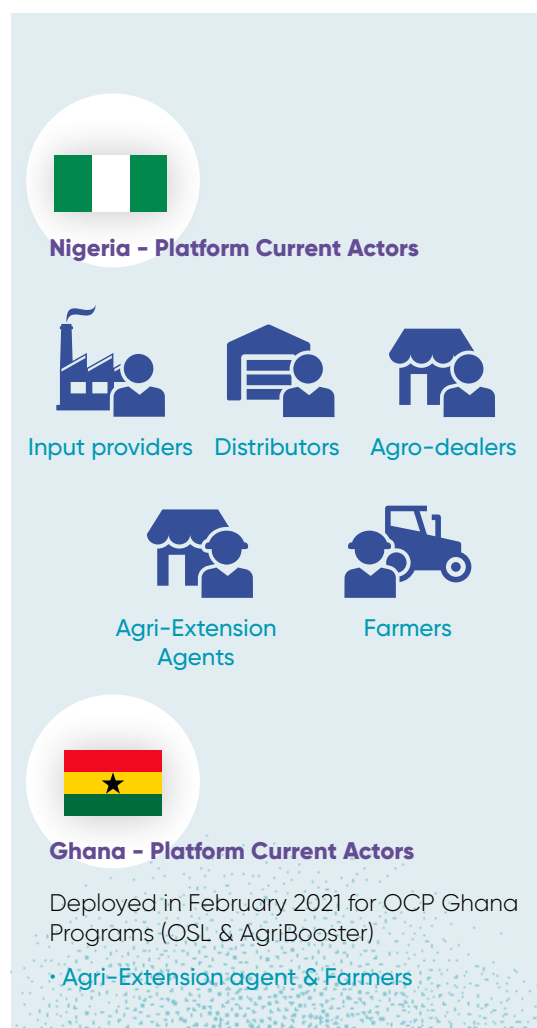 Nigeria - Platform Current Actors
Input providers
Distributors
Agro-dealers
Agri-Extension
Agents
Farmers
Ghana - Platform Current Actors
Deployed in February 2021 for OCP Ghana
Programs (OSL & AgriBooster)
· Agri-Extension agent & Farmers